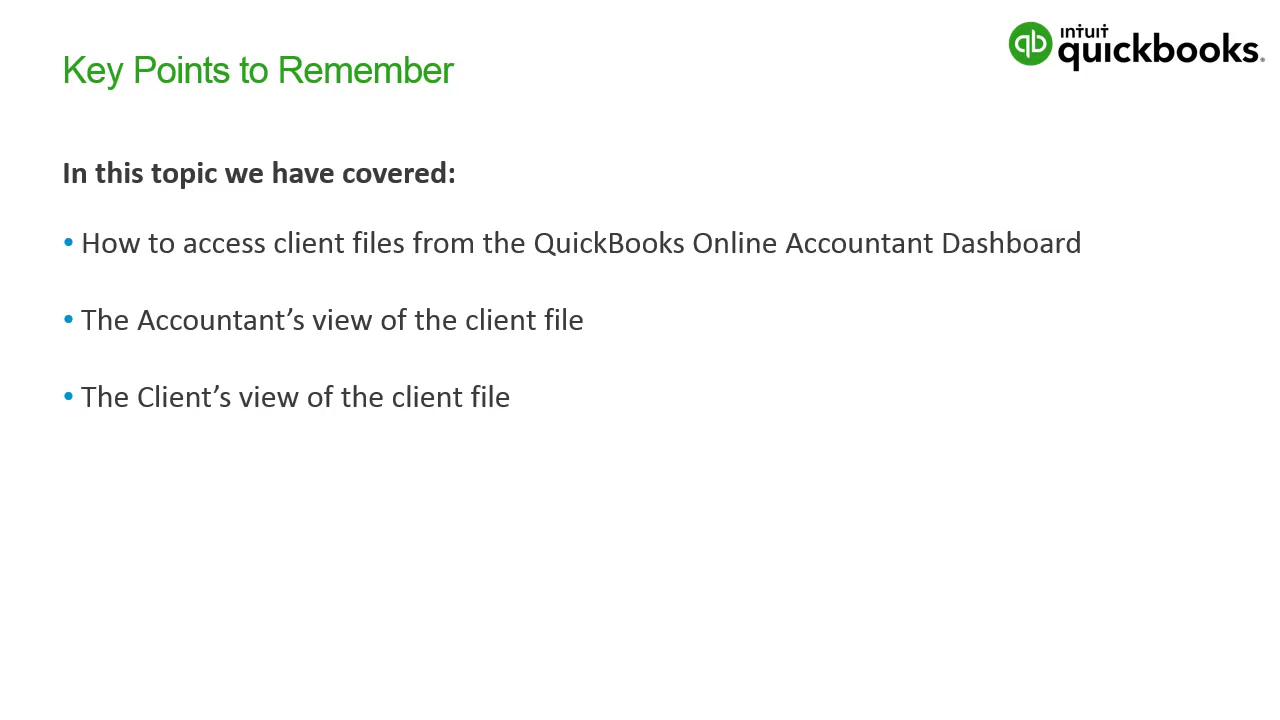 intuit
quickbooks.
Key Points to Remember
In this topic we have covered:
• How to access client files from the QuickBooks Online Accountant Dashboard
• The Accountant’s view of the client file
• The Client’s view of the client file